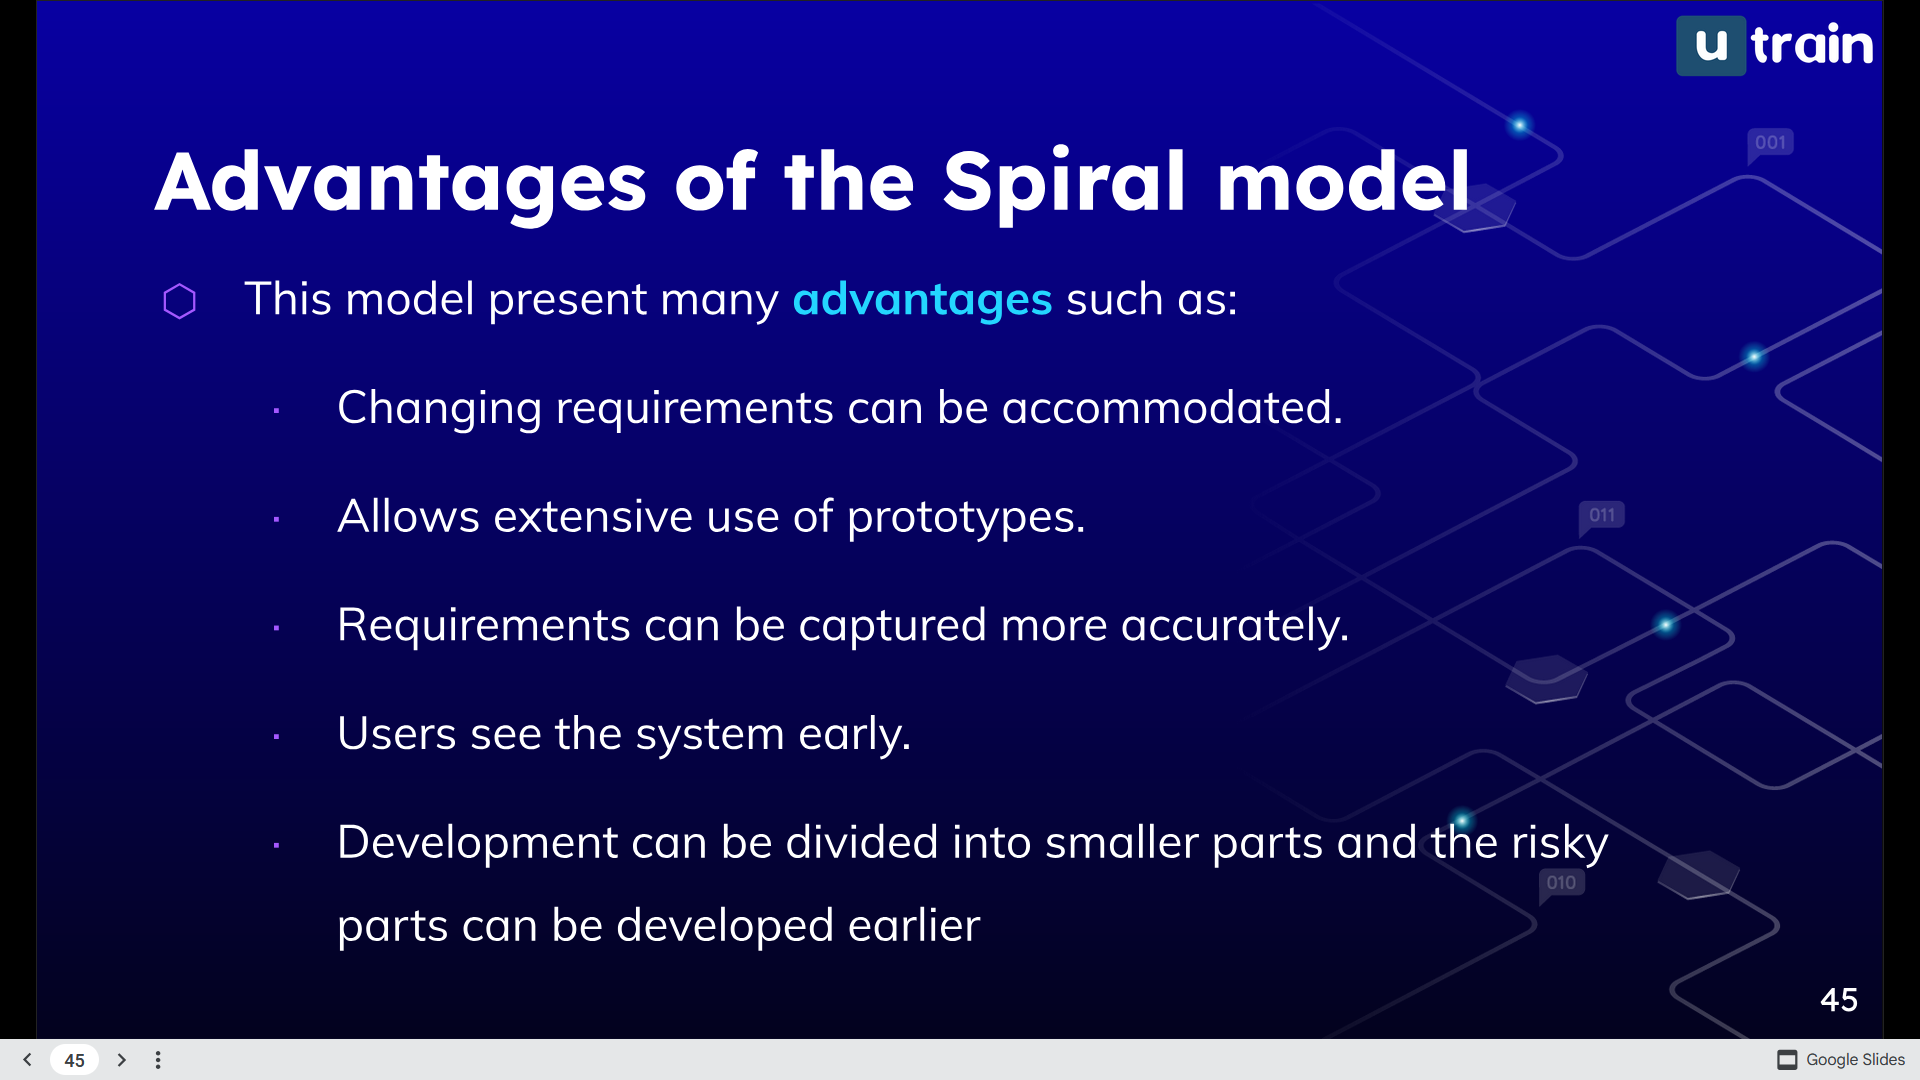 u train
001
Advantages of the Spiral model
This model present many advantages such as:
Changing requirements can be accommodated.
Allows extensive use of prototypes.
011
Requirements can be captured more accurately.
Users see the system early.
Development can be divided into smaller parts and the risky
010
parts can be developed earlier
45
45
Google Slides